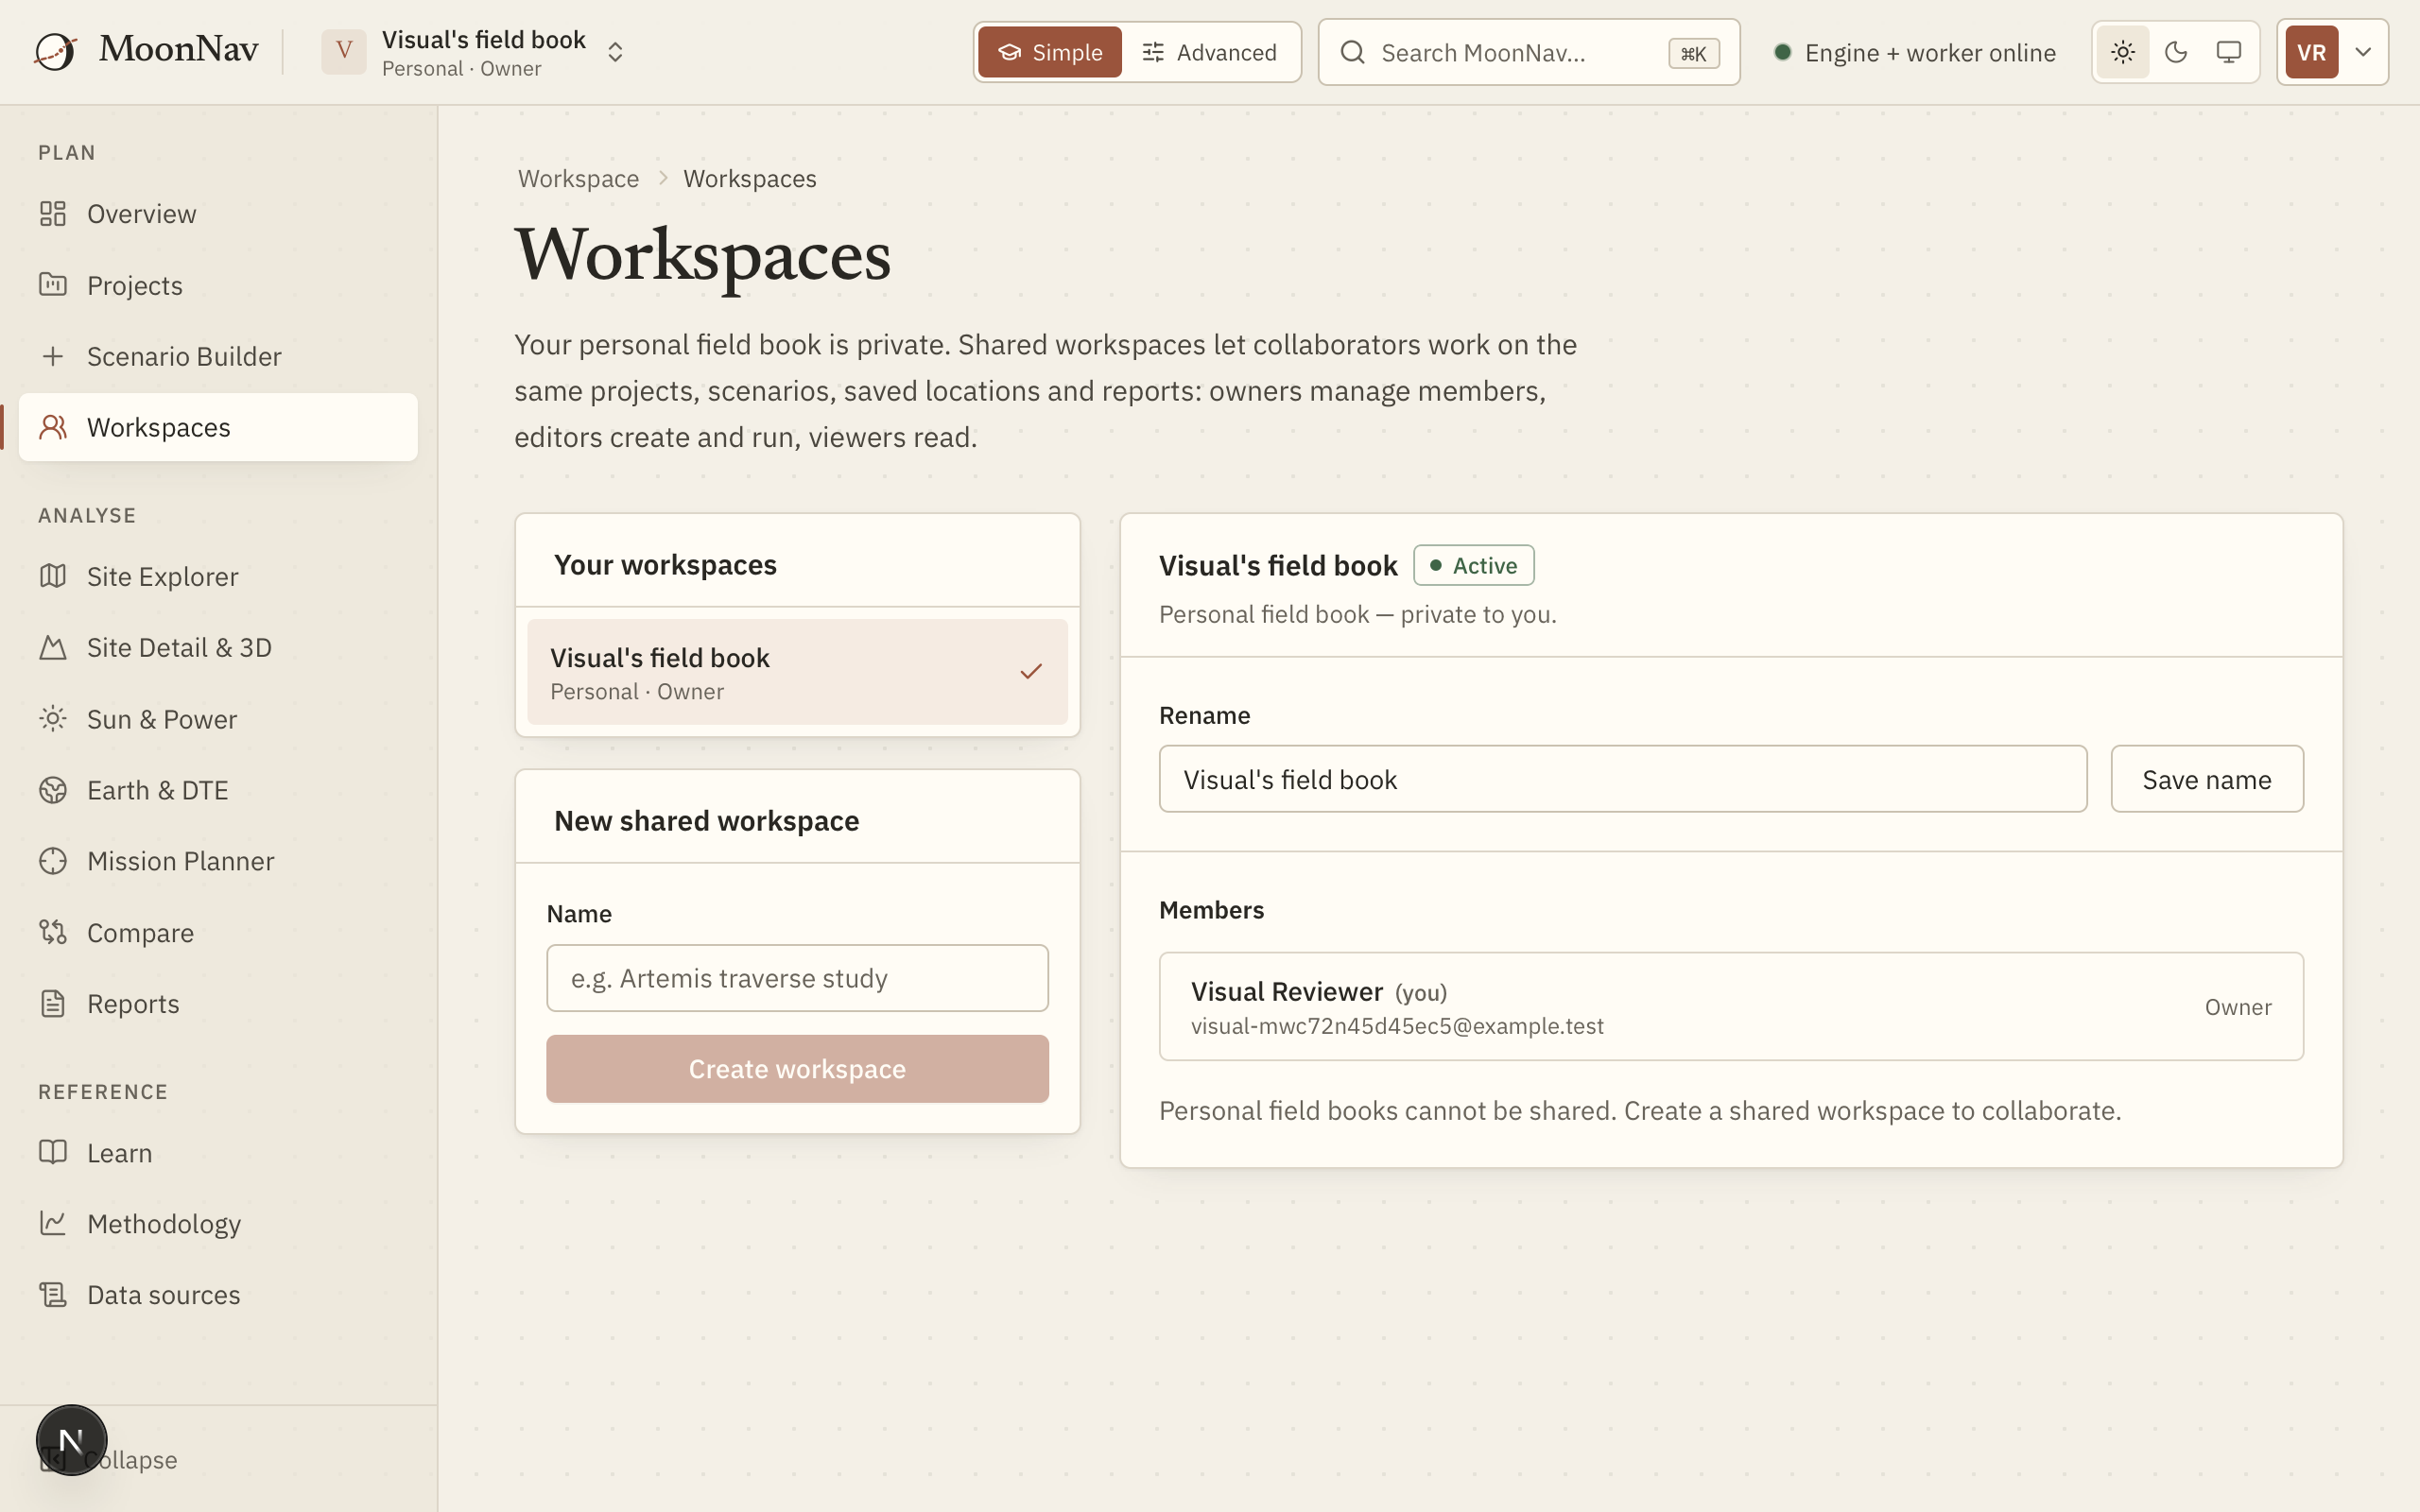 MoonNav
V
Visual's field book
Personal · Owner
Simple
Advanced
Search MoonNav...
⌘K
Engine + worker online
VR
PLAN
Overview
Projects
Scenario Builder
Workspaces
ANALYSE
Site Explorer
Site Detail & 3D
Sun & Power
Earth & DTE
Mission Planner
Compare
Reports
REFERENCE
Learn
Methodology
Data sources
N
Collapse
Workspace > Workspaces
Workspaces
Your personal field book is private. Shared workspaces let collaborators work on the
same projects, scenarios, saved locations and reports: owners manage members,
editors create and run, viewers read.
Your workspaces
Visual's field book
Personal · Owner
New shared workspace
Name
e.g. Artemis traverse study
Create workspace
Visual's field book
Active
Personal field book — private to you.
Rename
Visual's field book
Save name
Members
Visual Reviewer (you)
visual-mwc72n45d45ec5@example.test
Owner
Personal field books cannot be shared. Create a shared workspace to collaborate.